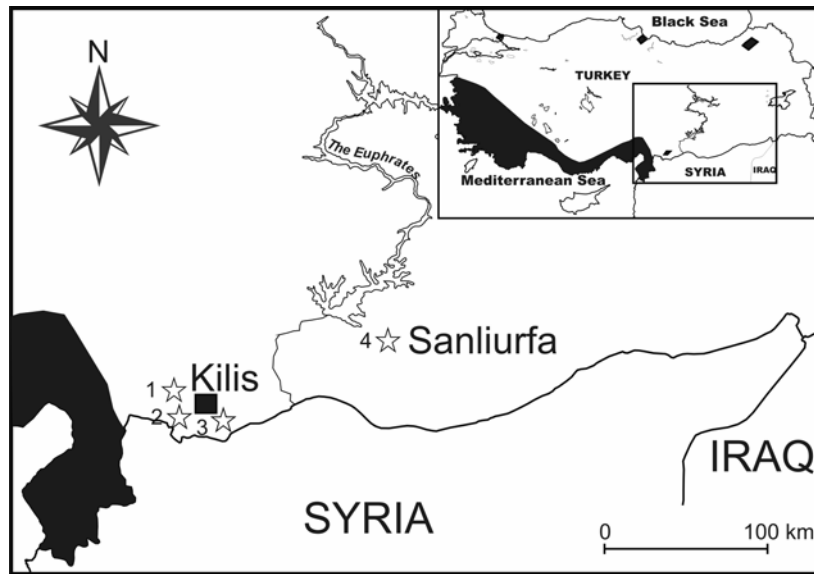 N
Black Sea
TURKEY
The Euphrates
Mediterranean Sea
SYRIA
IRAQ
4 Sanliurfa
1 Kilis
2
3
IRAQ
SYRIA
0 100 km